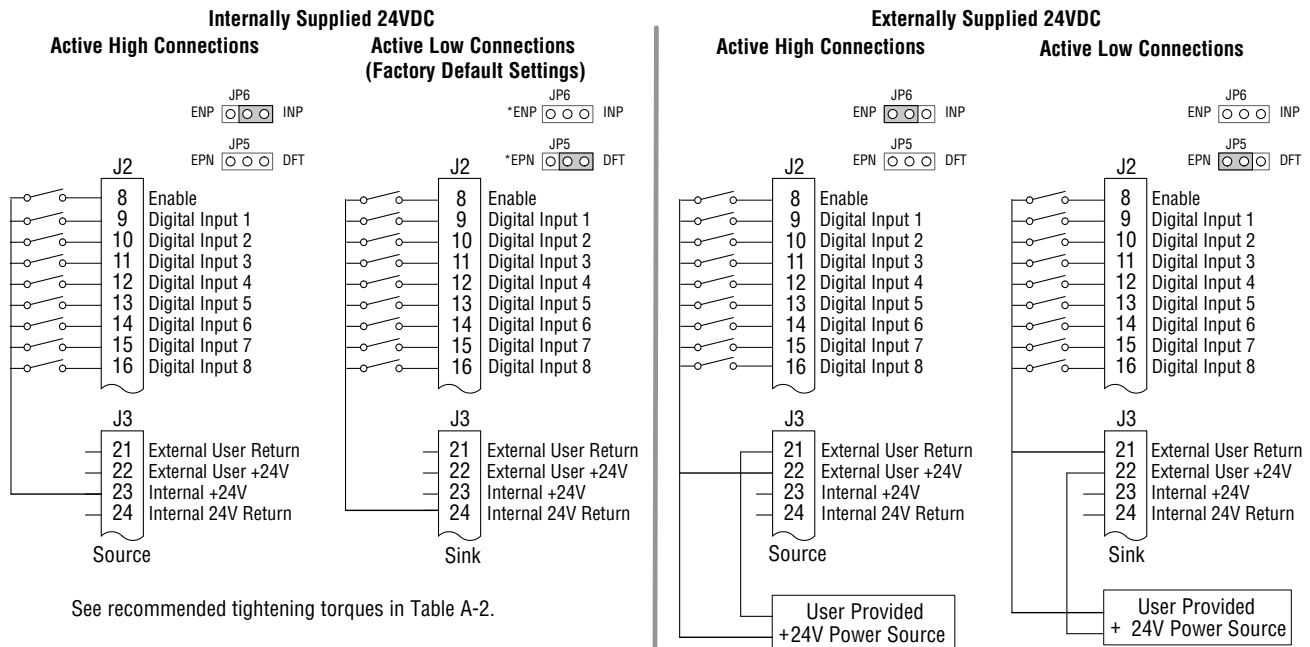 Internally Supplied 24VDC
Active High Connections
JP6
ENP INP
JP5
EPN DFT
J2
8 Enable
9 Digital Input 1
10 Digital Input 2
11 Digital Input 3
12 Digital Input 4
13 Digital Input 5
14 Digital Input 6
15 Digital Input 7
16 Digital Input 8
J3
21 External User Return
22 External User +24V
23 Internal +24V
24 Internal 24V Return
Source
Active Low Connections
(Factory Default Settings)
JP6
*ENP INP
JP5
*EPN DFT
J2
8 Enable
9 Digital Input 1
10 Digital Input 2
11 Digital Input 3
12 Digital Input 4
13 Digital Input 5
14 Digital Input 6
15 Digital Input 7
16 Digital Input 8
J3
21 External User Return
22 External User +24V
23 Internal +24V
24 Internal 24V Return
Sink
See recommended tightening torques in Table A-2.
Externally Supplied 24VDC
Active High Connections
JP6
ENP INP
JP5
EPN DFT
J2
8 Enable
9 Digital Input 1
10 Digital Input 2
11 Digital Input 3
12 Digital Input 4
13 Digital Input 5
14 Digital Input 6
15 Digital Input 7
16 Digital Input 8
J3
21 External User Return
22 External User +24V
23 Internal +24V
24 Internal 24V Return
Source
User Provided
+24V Power Source
Active Low Connections
JP6
ENP INP
JP5
EPN DFT
J2
8 Enable
9 Digital Input 1
10 Digital Input 2
11 Digital Input 3
12 Digital Input 4
13 Digital Input 5
14 Digital Input 6
15 Digital Input 7
16 Digital Input 8
J3
21 External User Return
22 External User +24V
23 Internal +24V
24 Internal 24V Return
Sink
User Provided
+ 24V Power Source